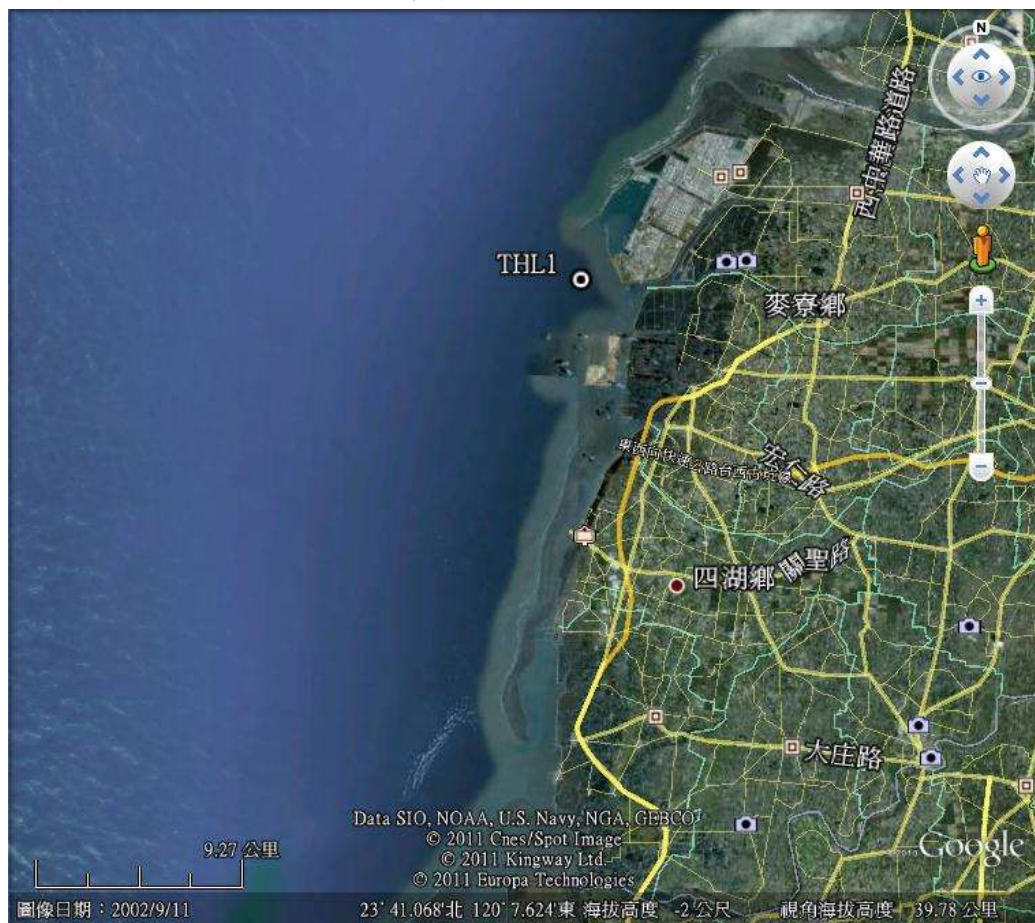 N
西中華路道路
THL1
麥寮鄉
東西向快速公路台西古坑線
宏仁路
四湖鄉
關聖路
大庄路
Data SIO, NOAA, U.S. Navy, NGA, GEBCO
© 2011 Cnes/Spot Image
© 2011 Kingway Ltd.
© 2011 Europa Technologies
Google
9.27 公里
圖像日期：2002/9/11
23°41.068'北 120°7.624'東 海拔高度 -2 公尺
視角海拔高度 39.78 公里